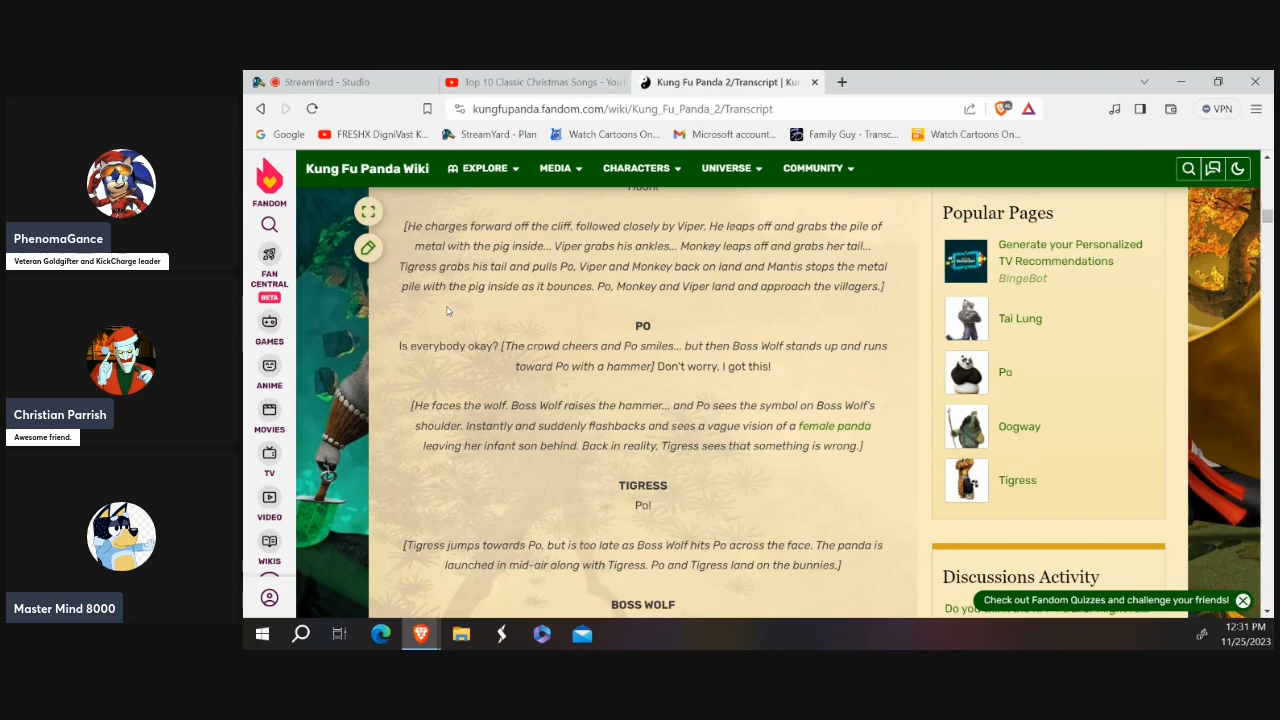 PhenomaGance
Veteran Goldgifter and KickCharge leader
Christian Parrish
Awesome friend.
Master Mind 8000
StreamYard - Studio
Top 10 Classic Christmas Songs - YouT
Kung Fu Panda 2/Transcript | Ku
kungfupanda.fandom.com/wiki/Kung_Fu_Panda_2/Transcript
VPN
Google
FRESHX DigniVast K...
StreamYard - Plan
Watch Cartoons On...
Microsoft account...
Family Guy - Transc...
Watch Cartoons On...
Kung Fu Panda Wiki
EXPLORE
MEDIA
CHARACTERS
UNIVERSE
COMMUNITY
FANDOM
FAN
CENTRAL
BETA
GAMES
ANIME
MOVIES
TV
VIDEO
WIKIS
[He charges forward off the cliff, followed closely by Viper. He leaps off and grabs the pile of
metal with the pig inside... Viper grabs his ankles... Monkey leaps off and grabs her tail...
Tigress grabs his tail and pulls Po, Viper and Monkey back on land and Mantis stops the metal
pile with the pig inside as it bounces. Po, Monkey and Viper land and approach the villagers.]
PO
Is everybody okay? [The crowd cheers and Po smiles... but then Boss Wolf stands up and runs
toward Po with a hammer] Don't worry, I got this!
[He faces the wolf. Boss Wolf raises the hammer... and Po sees the symbol on Boss Wolf's
shoulder. Instantly and suddenly flashbacks and sees a vague vision of a female panda
leaving her infant son behind. Back in reality, Tigress sees that something is wrong.]
TIGRESS
Po!
[Tigress jumps towards Po, but is too late as Boss Wolf hits Po across the face. The panda is
launched in mid-air along with Tigress. Po and Tigress land on the bunnies.]
BOSS WOLF
Popular Pages
Generate your Personalized
TV Recommendations
BingeBot
Tai Lung
Po
Oogway
Tigress
Discussions Activity
Check out Fandom Quizzes and challenge your friends!
12:31 PM
11/25/2023